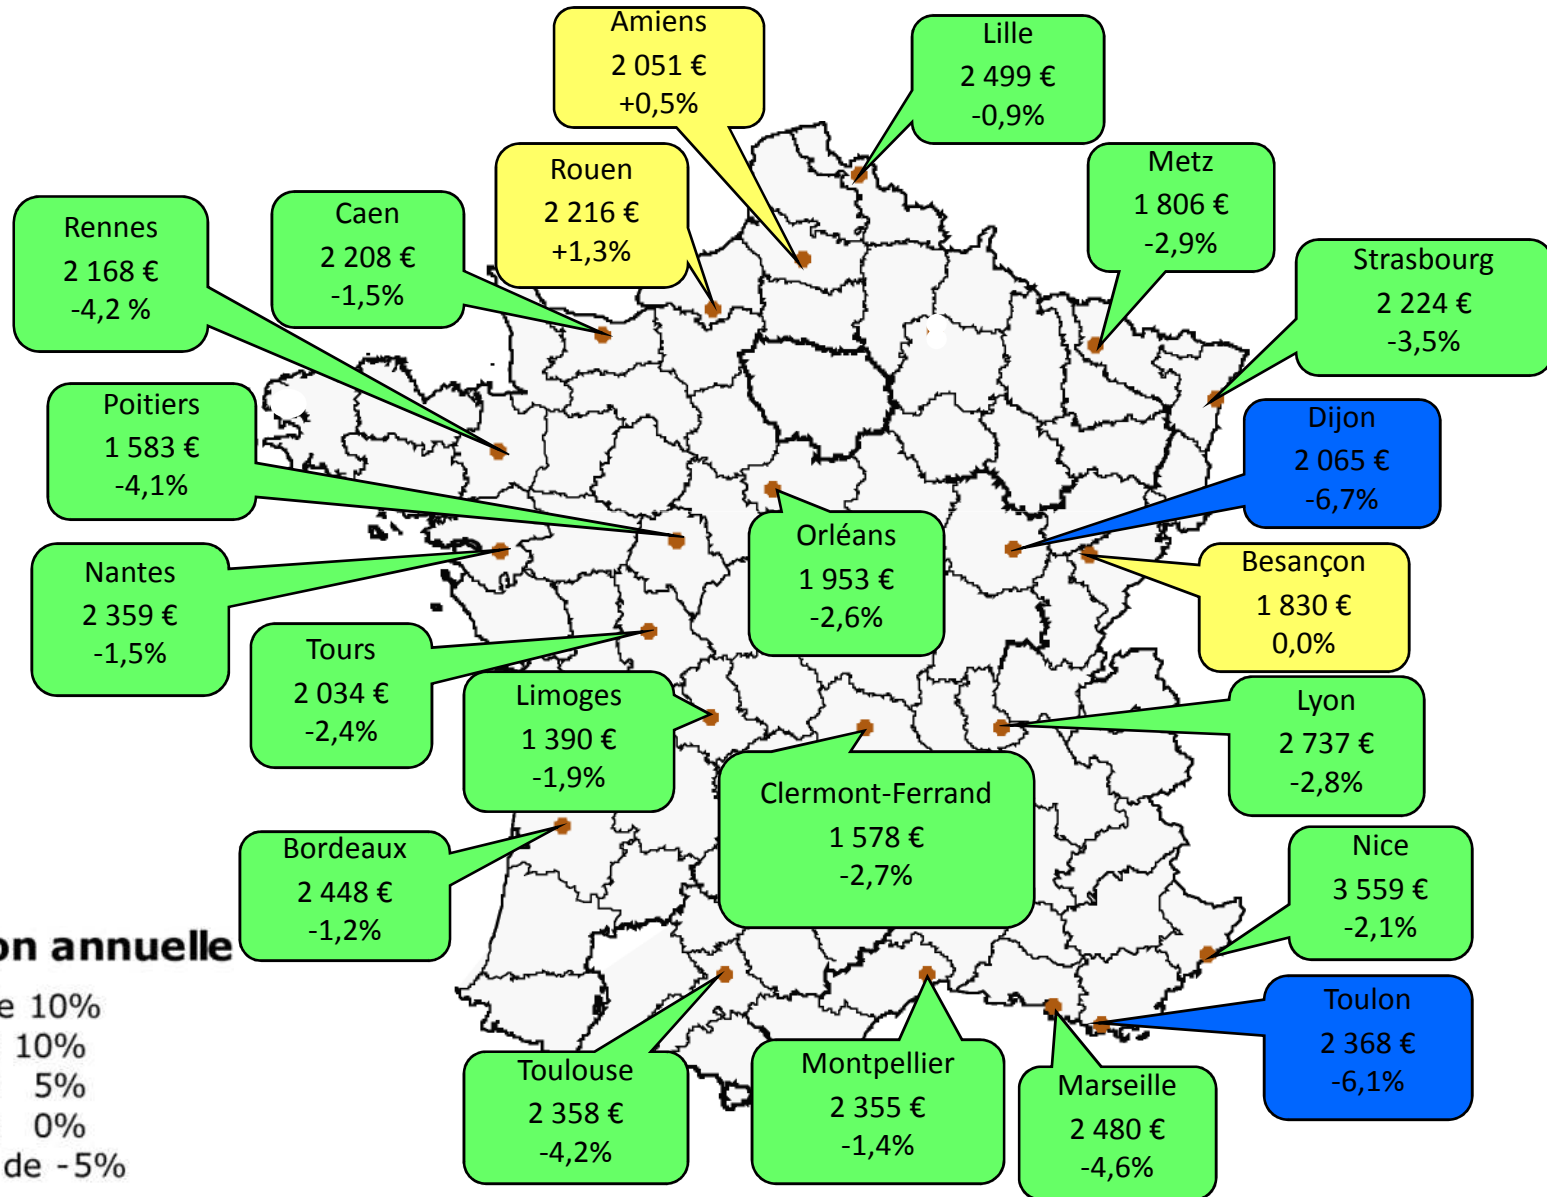 Amiens
2 051 €
+0,5%
Lille
2 499 €
-0,9%
Rouen
2 216 €
+1,3%
Metz
1 806 €
-2,9%
Rennes
2 168 €
-4,2 %
Caen
2 208 €
-1,5%
Strasbourg
2 224 €
-3,5%
Poitiers
1 583 €
-4,1%
Dijon
2 065 €
-6,7%
Orléans
1 953 €
-2,6%
Nantes
2 359 €
-1,5%
Besançon
1 830 €
0,0%
Tours
2 034 €
-2,4%
Limoges
1 390 €
-1,9%
Lyon
2 737 €
-2,8%
Clermont-Ferrand
1 578 €
-2,7%
Bordeaux
2 448 €
-1,2%
Nice
3 559 €
-2,1%
Toulon
2 368 €
-6,1%
Toulouse
2 358 €
-4,2%
Montpellier
2 355 €
-1,4%
Marseille
2 480 €
-4,6%
on annuelle
e 10%
10%
5%
0%
de -5%